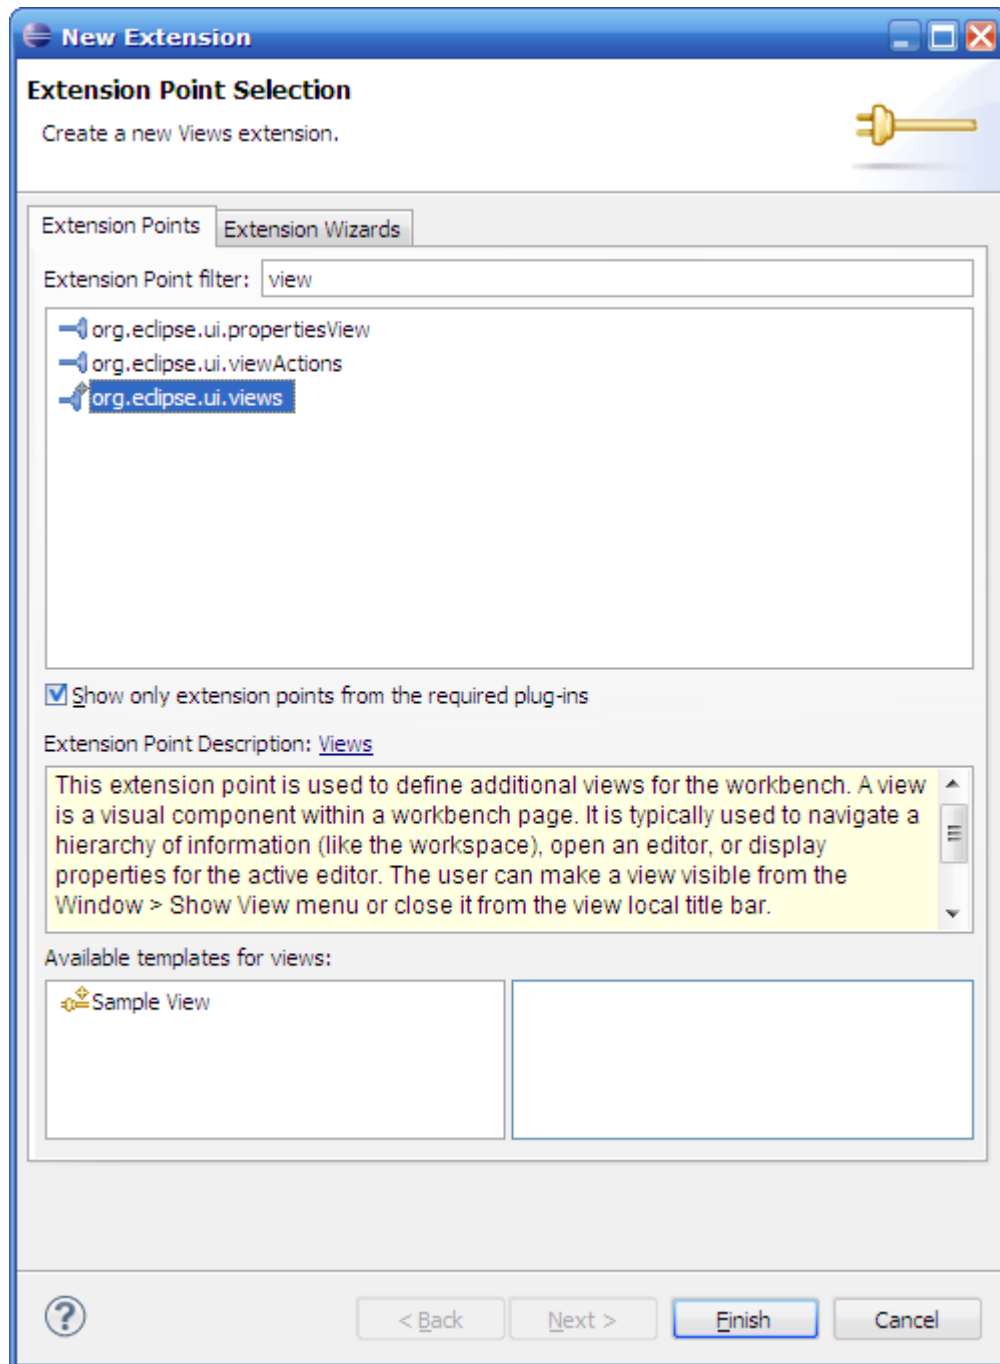 New Extension
Extension Point Selection
Create a new Views extension.
Extension Points
Extension Wizards
Extension Point filter: view
org.eclipse.ui.propertiesView
org.eclipse.ui.viewActions
org.eclipse.ui.views
Show only extension points from the required plug-ins
Extension Point Description: Views
This extension point is used to define additional views for the workbench. A view
is a visual component within a workbench page. It is typically used to navigate a
hierarchy of information (like the workspace), open an editor, or display
properties for the active editor. The user can make a view visible from the
Window > Show View menu or close it from the view local title bar.
Available templates for views:
Sample View
?
< Back
Next >
Finish
Cancel